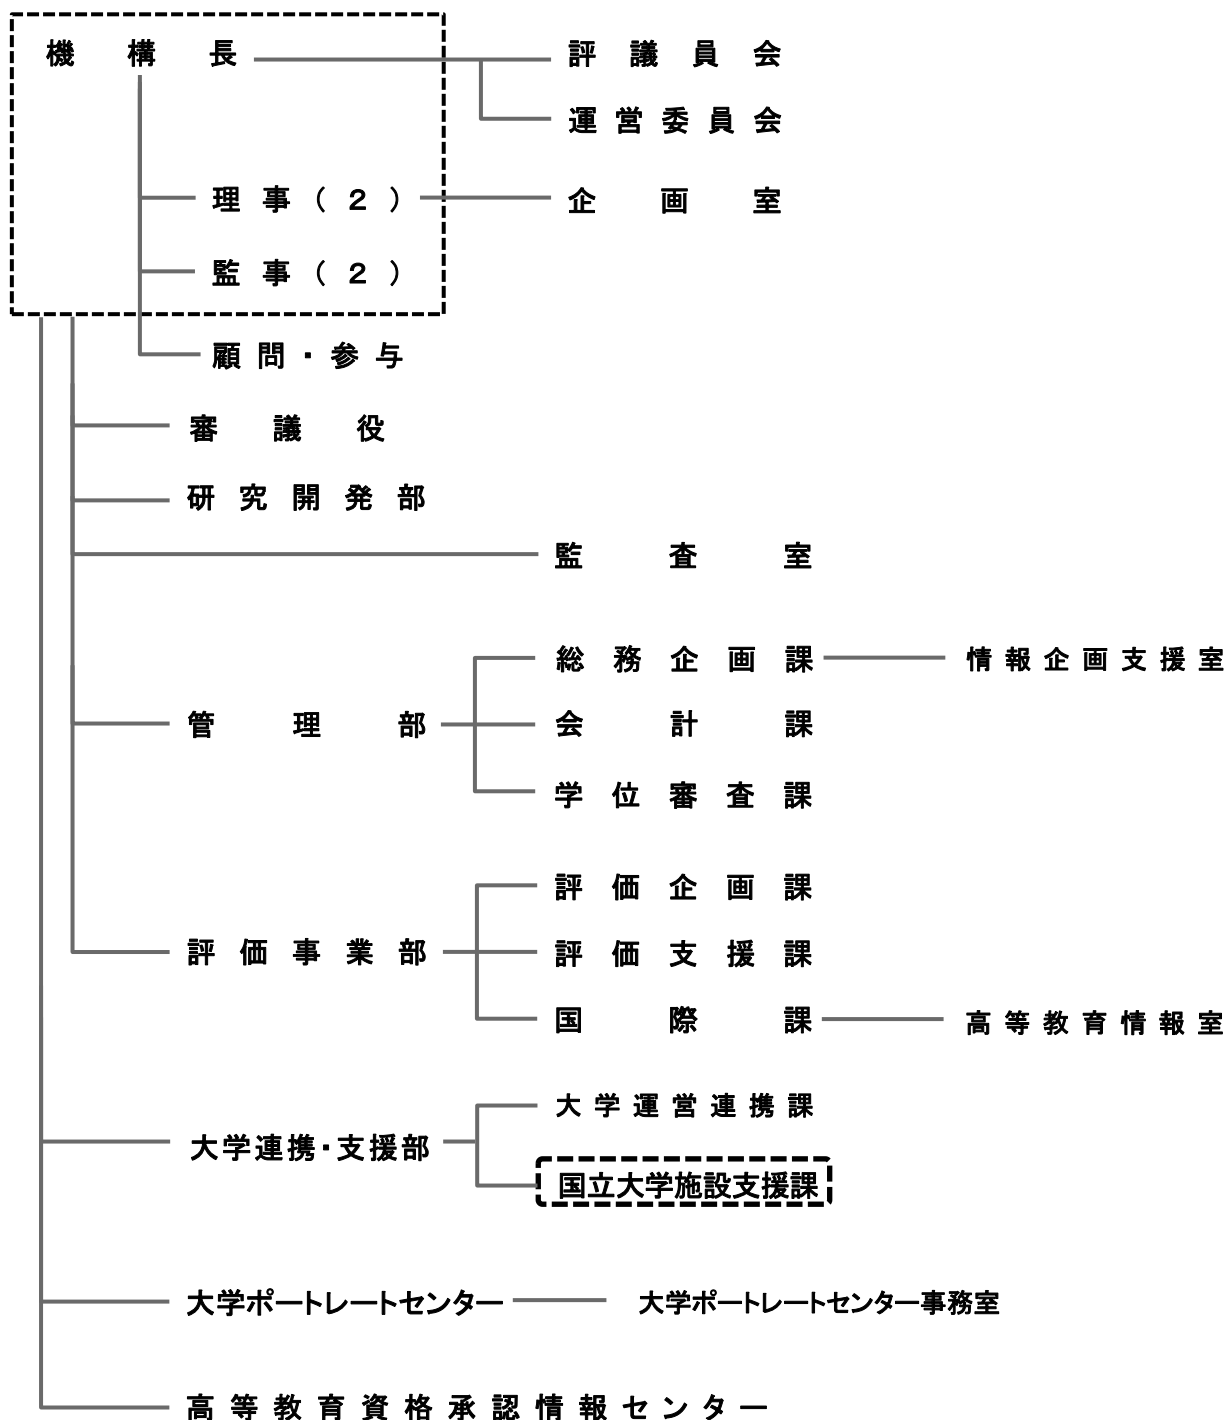 機構長
評議員会
運営委員会
理事(2)
企画室
監事(2)
顧問・参与
審議役
研究開発部
監査室
総務企画課
情報企画支援室
管理部
会計課
学位審査課
評価企画課
評価事業部
評価支援課
国際課
高等教育情報室
大学運営連携課
大学連携・支援部
国立大学施設支援課
大学ポートレートセンター
大学ポートレートセンター事務室
高等教育資格承認情報センター